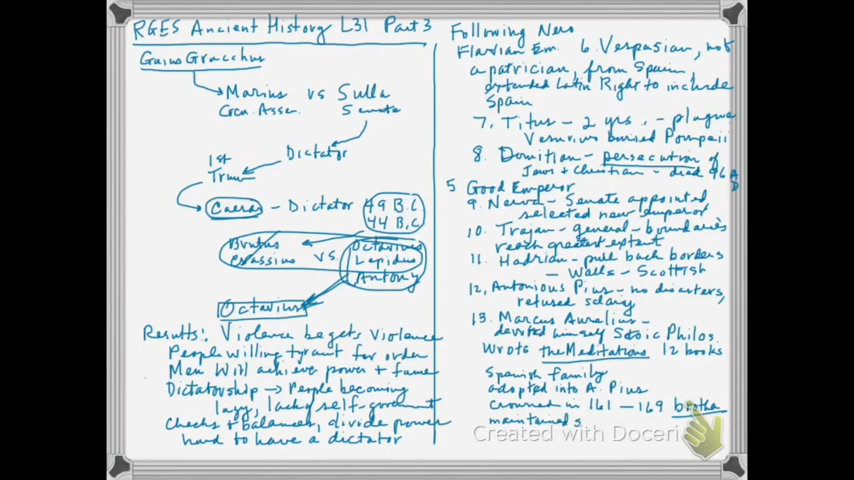 RGES Ancient History L31 Part 3
Gaius Gracchus
Marius vs Sulla
Gen. Assem. Senate
Dictator
1st
Trium
Caesar - Dictator 49 B.C
44 B.C
Brutus Octavius
Crassius vs. Lepidus
Antony
Octavius
Results: Violence begets violence
People willing tyrant for order
Men will achieve power + fame
Dictatorship → People becoming
lazy, lacks self-government
Checks + balances, divide power
hard to have a dictator
Following Nero
Flavian Em. 6. Vespasian, not
a patrician, from Spain,
extended Latin Right to include
Spain
7. Titus - 2 yrs. - plague
Vesuvius buried Pompeii
8. Domitian - persecution of
Jews + Christian - died 96 AD
5 Good Emperor
9. Nerva - Senate appointed
selected new emperor
10. Trajan - general - boundaries
reach greatest extent
11. Hadrian - pull back borders
- Walls - Scottish
12. Antonious Pius - no disasters,
refused salary
13. Marcus Aurelius -
devoted himself Stoic Philos
Wrote the Meditations 12 books
Spanish family
adopted into A. Pius
crowned in 161 - 169 brothe
maintained s
Created with Doceri